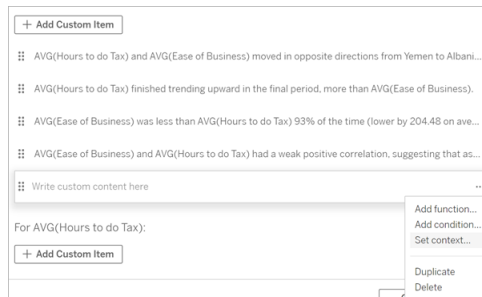 + Add Custom Item
AVG(Hours to do Tax) and AVG(Ease of Business) moved in opposite directions from Yemen to Albani...
AVG(Hours to do Tax) finished trending upward in the final period, more than AVG(Ease of Business).
AVG(Ease of Business) was less than AVG(Hours to do Tax) 93% of the time (lower by 204.48 on ave...
AVG(Ease of Business) and AVG(Hours to do Tax) had a weak positive correlation, suggesting that as...
Write custom content here
Add function...
Add condition...
Set context...
Duplicate
Delete
For AVG(Hours to do Tax):
+ Add Custom Item